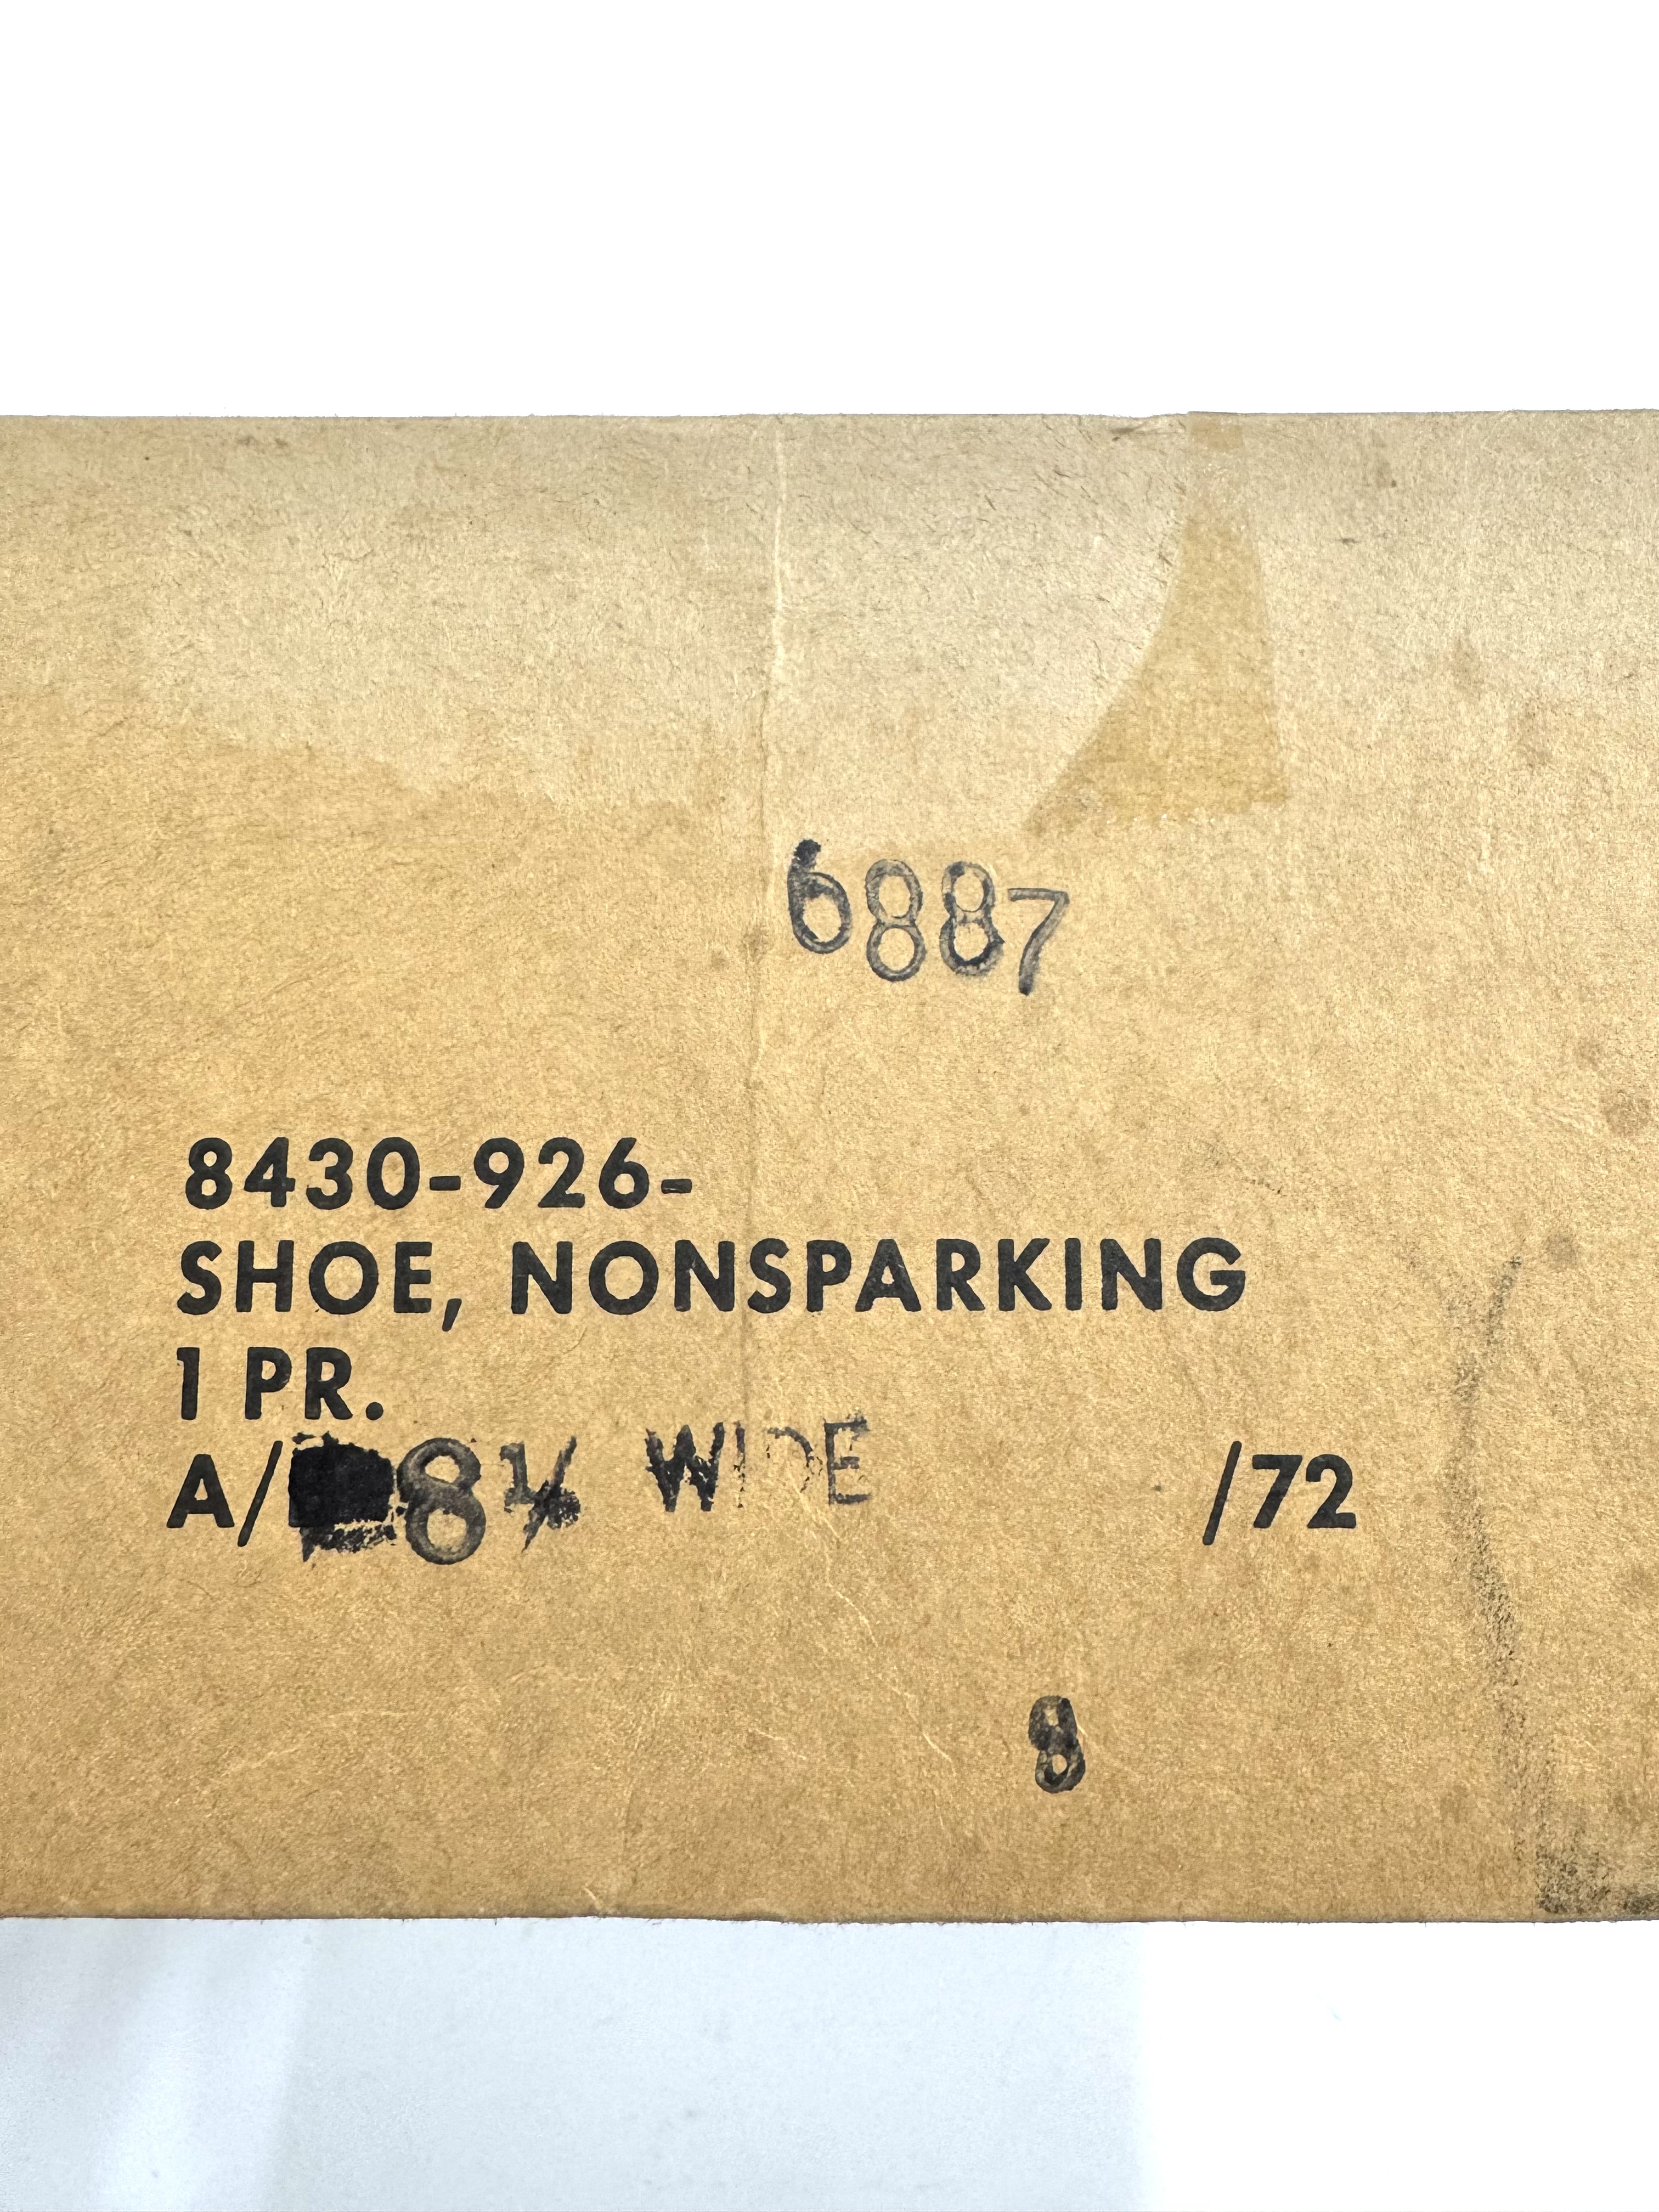 6887
8430-926-
SHOE, NONSPARKING
1 PR.
A/ 8½ WIDE /72
8